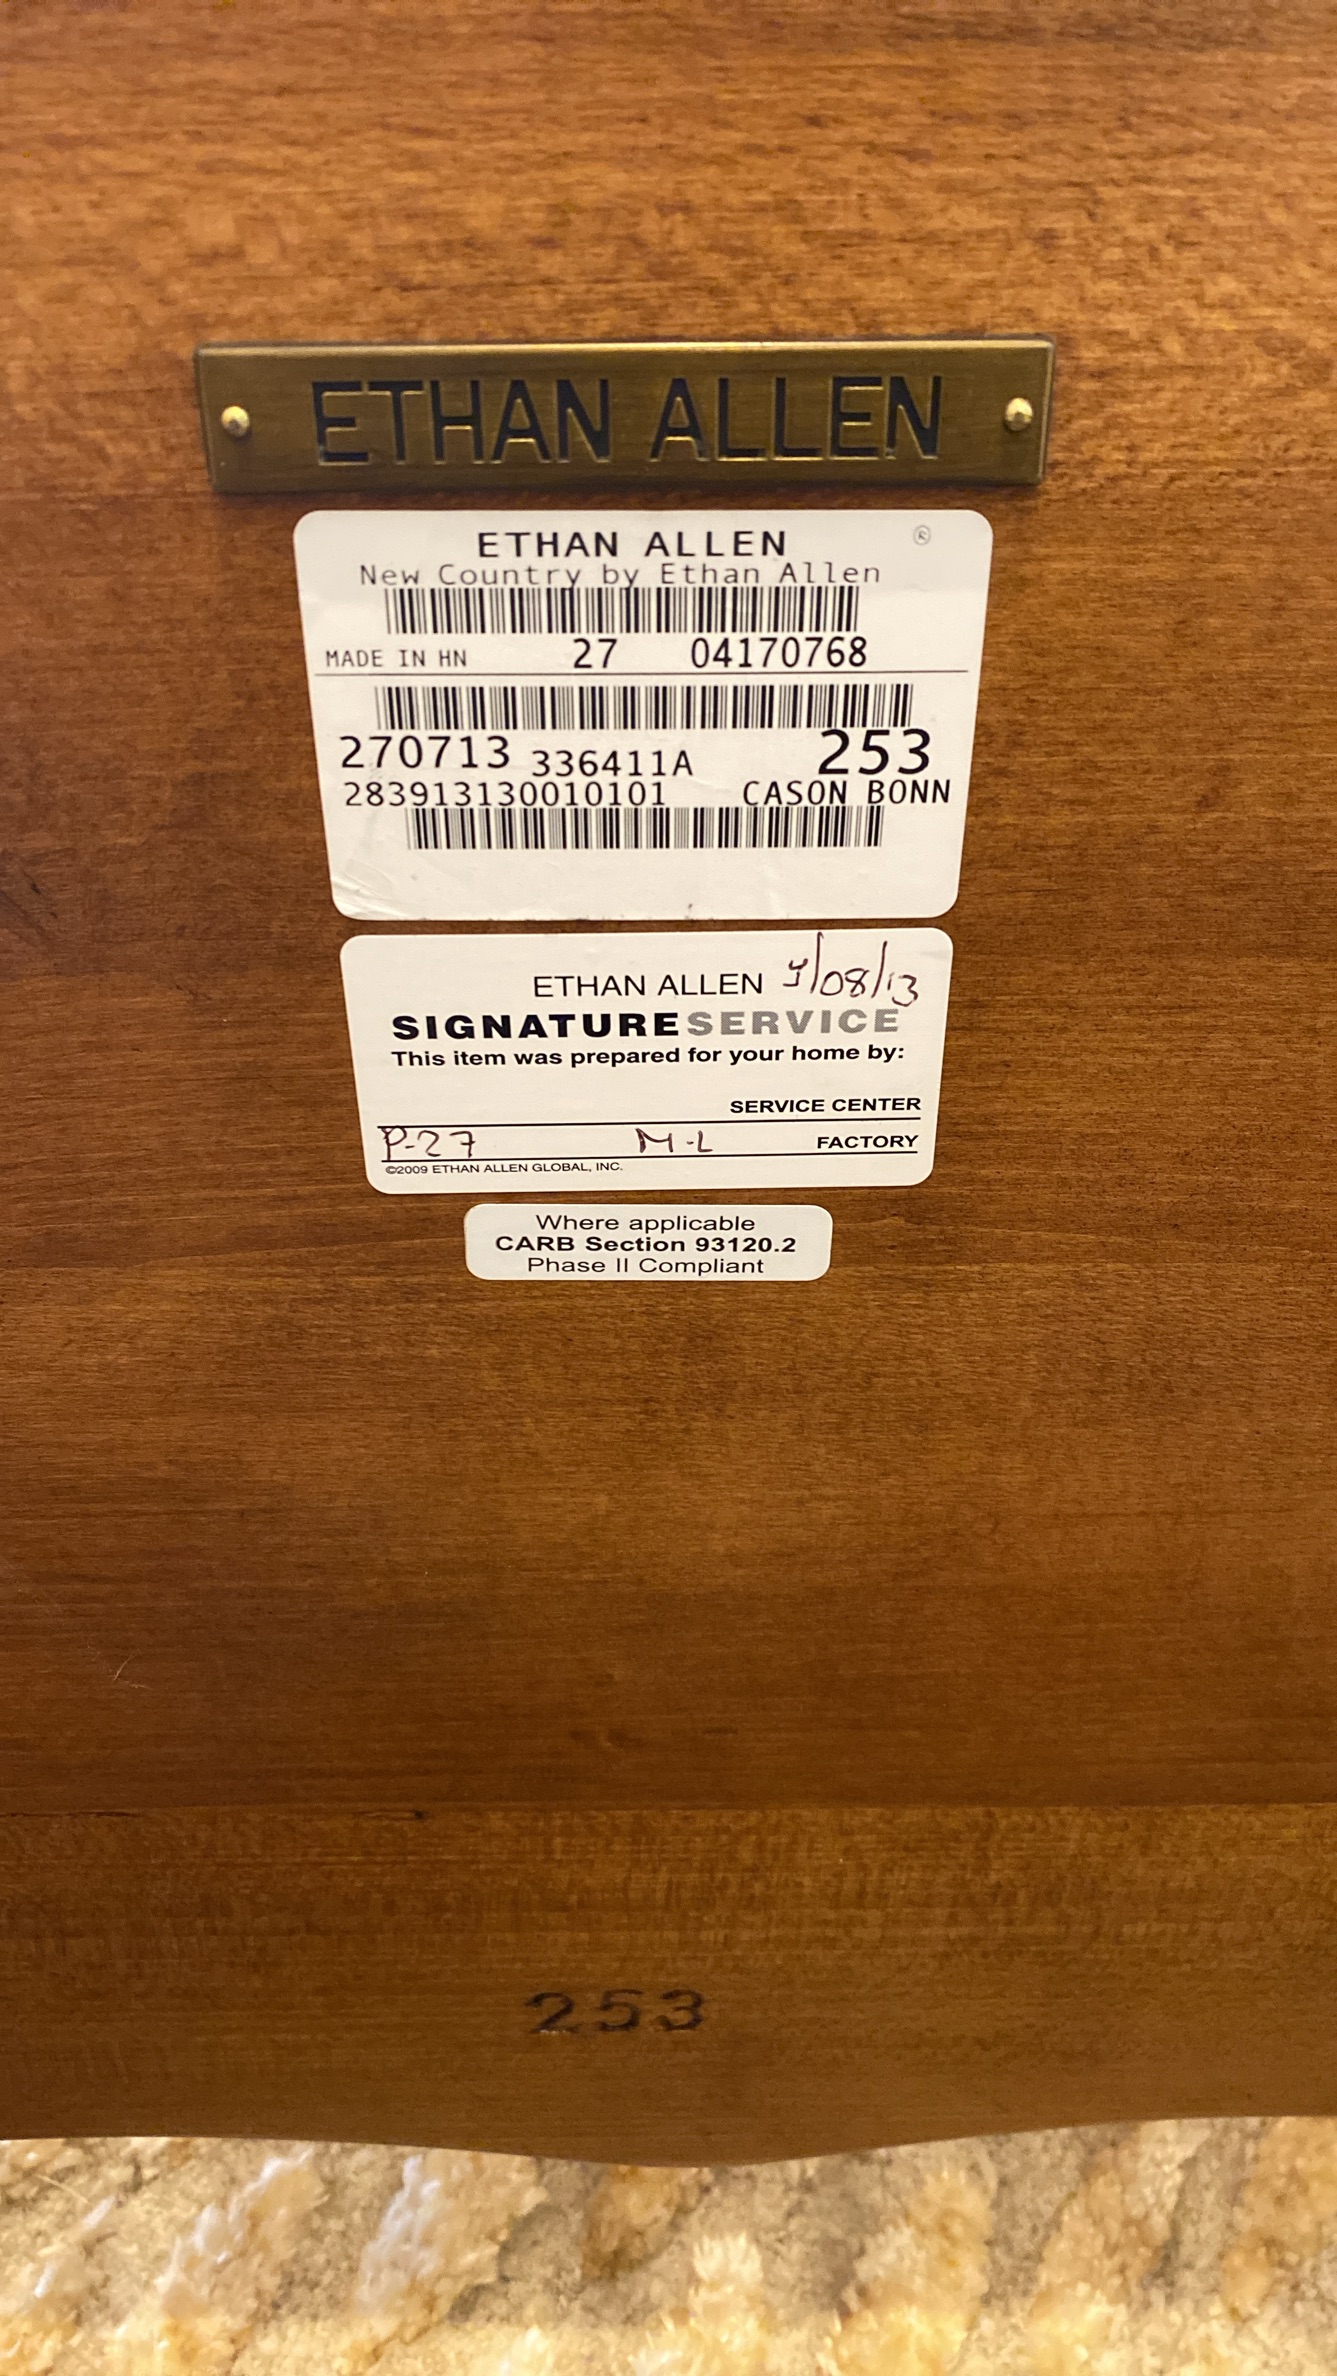 ETHAN ALLEN
ETHAN ALLEN ®
New Country by Ethan Allen
MADE IN HN 27 04170768
270713 336411A 253
283913130010101 CASON BONN
ETHAN ALLEN /08/13
SIGNATURESERVICE
This item was prepared for your home by:
SERVICE CENTER
P-27 M-L FACTORY
©2009 ETHAN ALLEN GLOBAL, INC.
Where applicable
CARB Section 93120.2
Phase II Compliant
253